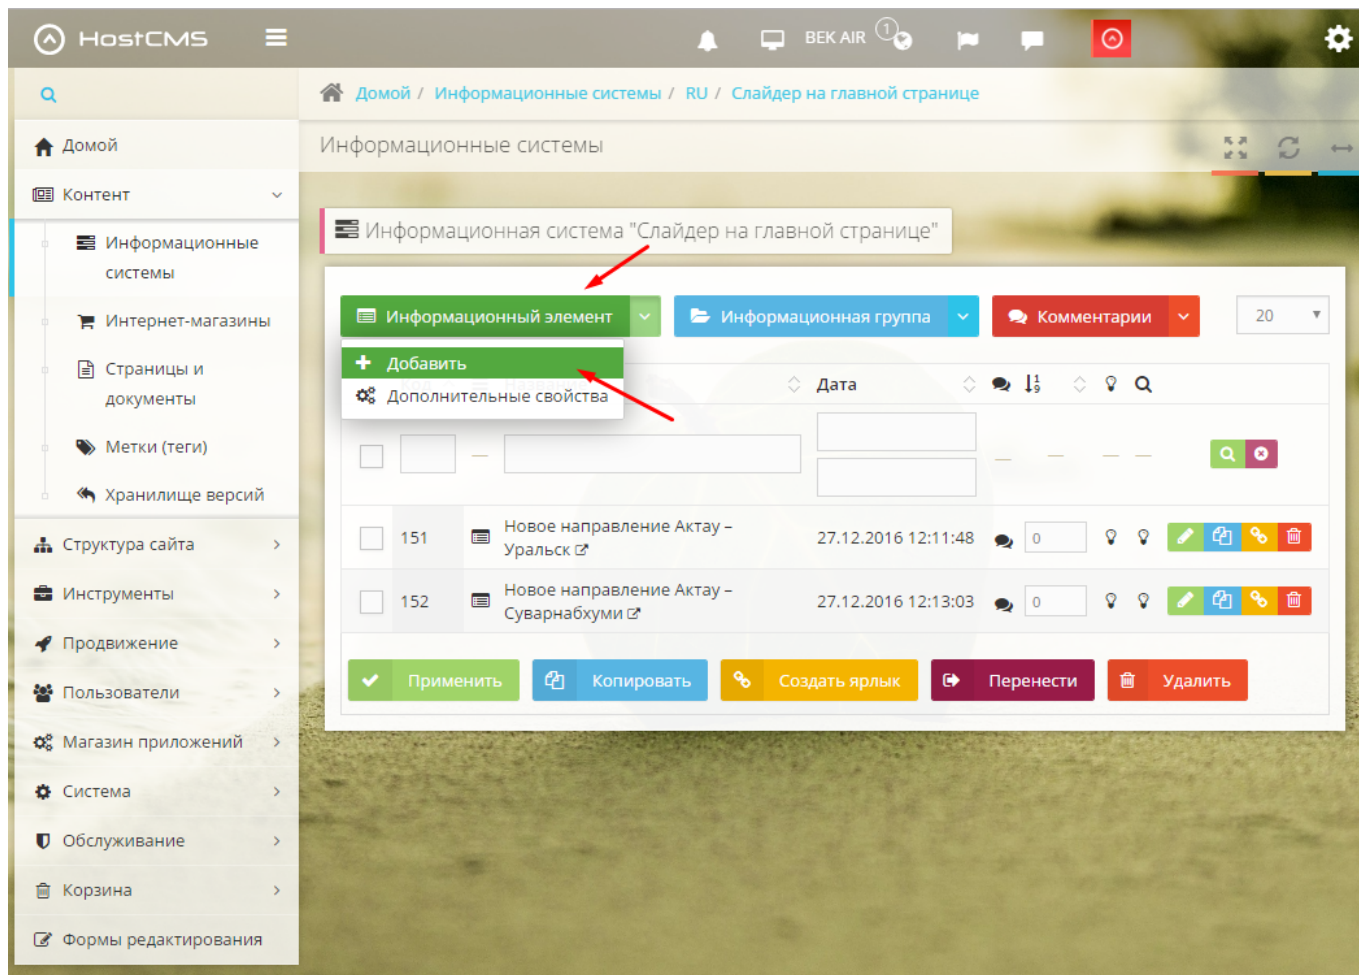 HostCMS
BEK AIR 1
Домой / Информационные системы / RU / Слайдер на главной странице
Домой
Информационные системы
Контент
Информационные
системы
Интернет-магазины
Страницы и
документы
Метки (теги)
Хранилище версий
Структура сайта
Инструменты
Продвижение
Пользователи
Магазин приложений
Система
Обслуживание
Корзина
Формы редактирования
Информационная система "Слайдер на главной странице"
Информационный элемент
Информационная группа
Комментарии
20
Добавить
Дополнительные свойства
Код Название Дата
151 Новое направление Актау –
Уральск 27.12.2016 12:11:48 0
152 Новое направление Актау –
Суварнабхуми 27.12.2016 12:13:03 0
Применить Копировать Создать ярлык Перенести Удалить